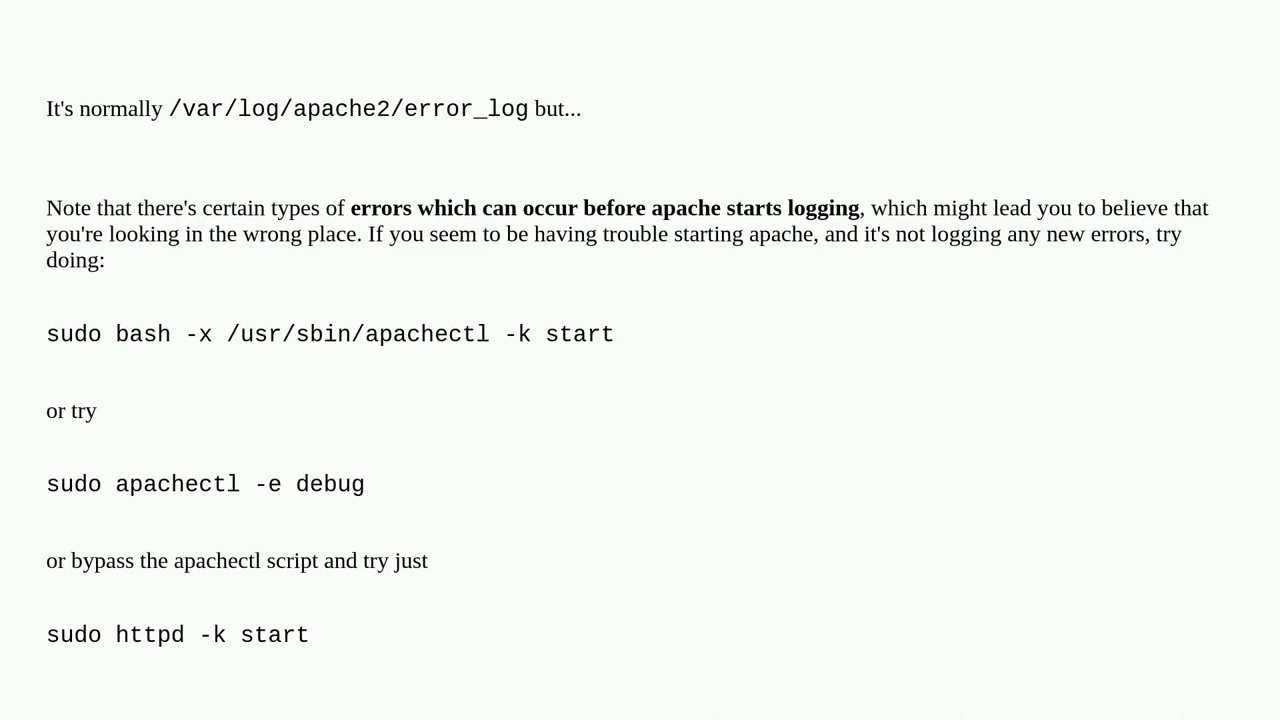 It's normally /var/log/apache2/error_log but...
Note that there's certain types of errors which can occur before apache starts logging, which might lead you to believe that
you're looking in the wrong place. If you seem to be having trouble starting apache, and it's not logging any new errors, try
doing:
sudo bash -x /usr/sbin/apachectl -k start
or try
sudo apachectl -e debug
or bypass the apachectl script and try just
sudo httpd -k start